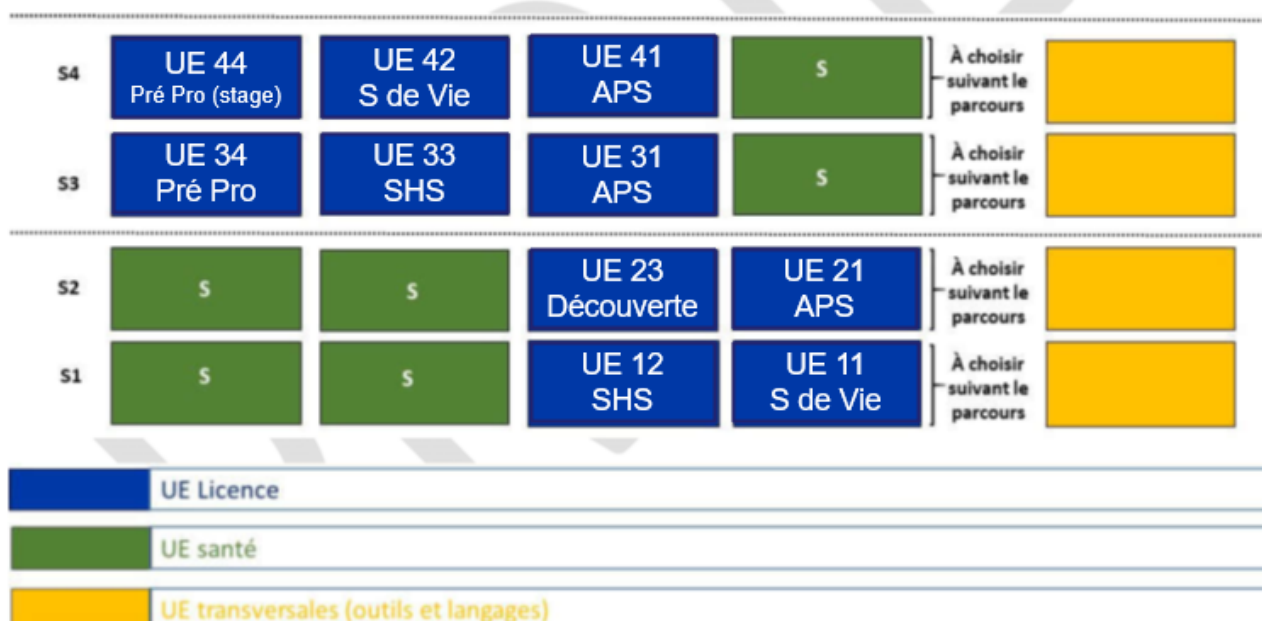 S4
UE 44
Pré Pro (stage)
UE 42
S de Vie
UE 41
APS
S
À choisir
suivant le
parcours
S3
UE 34
Pré Pro
UE 33
SHS
UE 31
APS
S
À choisir
suivant le
parcours
S2
S
S
UE 23
Découverte
UE 21
APS
À choisir
suivant le
parcours
S1
S
S
UE 12
SHS
UE 11
S de Vie
À choisir
suivant le
parcours
UE Licence
UE santé
UE transversales (outils et langages)